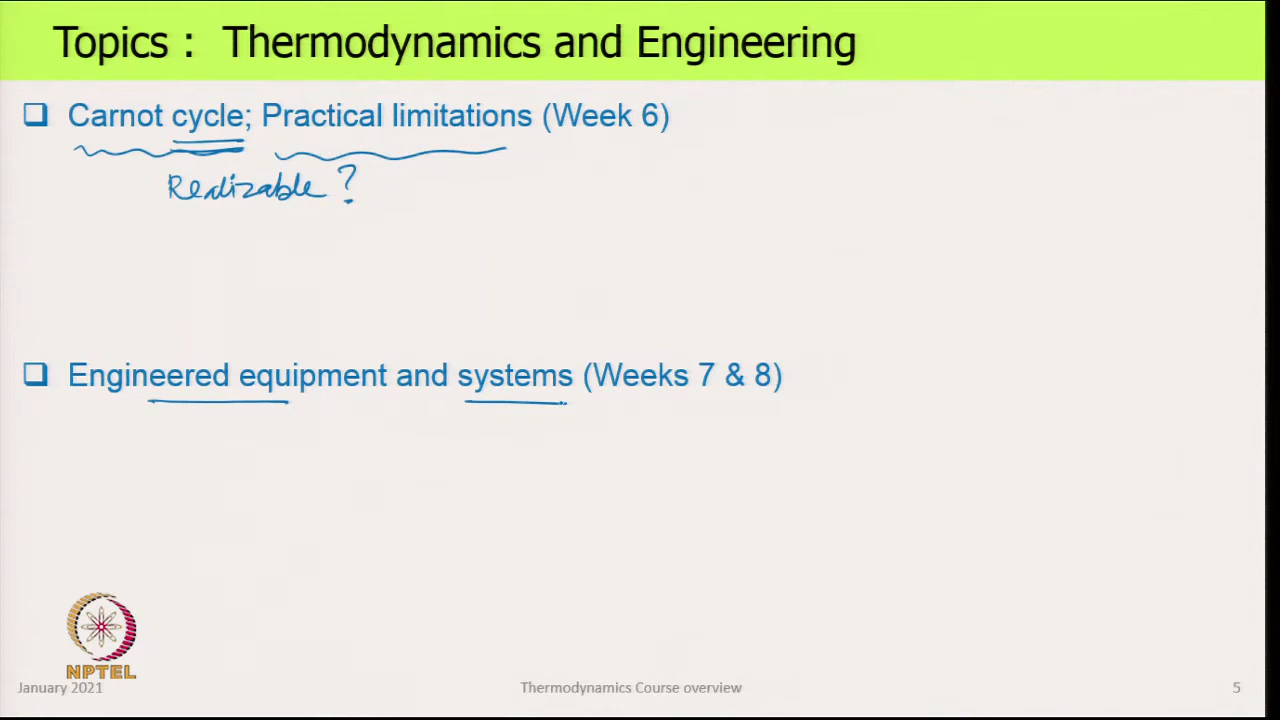 Topics : Thermodynamics and Engineering
Carnot cycle; Practical limitations (Week 6)
Realizable ?
Engineered equipment and systems (Weeks 7 & 8)
NPTEL
January 2021
Thermodynamics Course overview
5